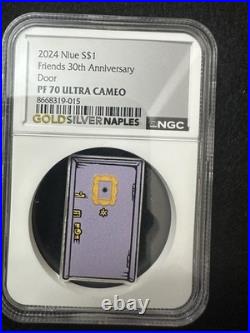 2024 Niue S$1
Friends 30th Anniversary
Door
PF 70 ULTRA CAMEO
8668319-015
GOLDSILVERNAPLES NGC